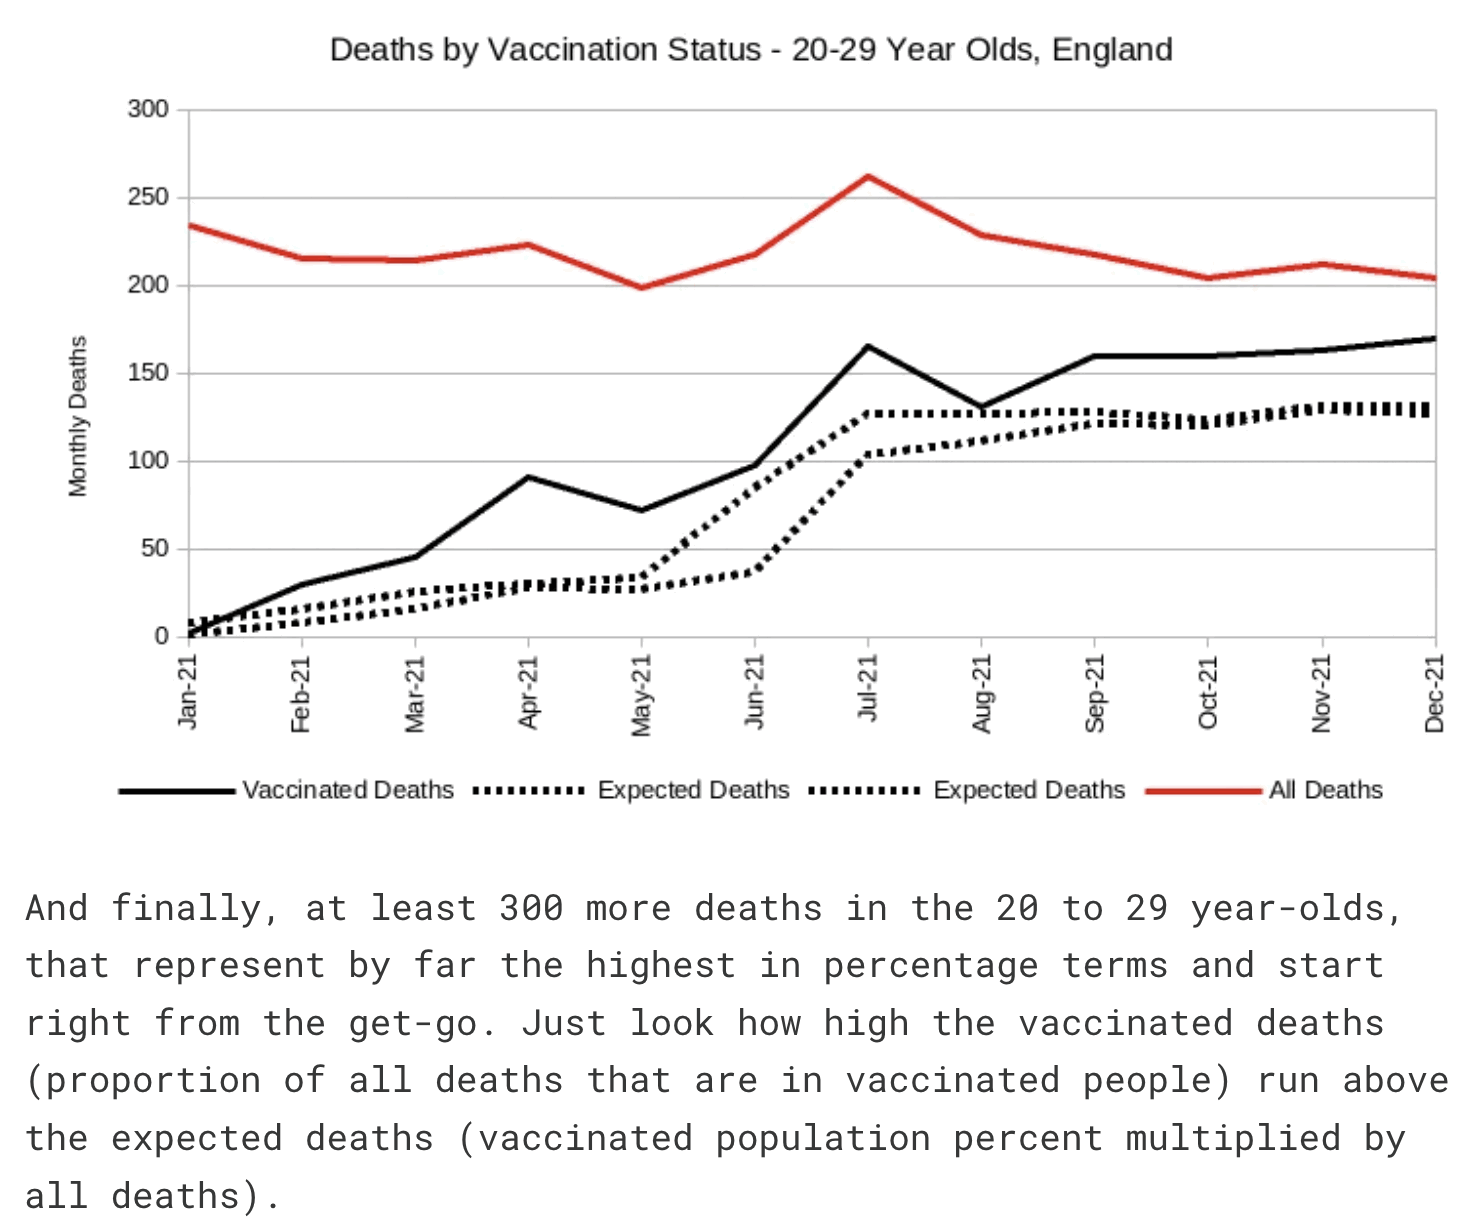 Deaths by Vaccination Status - 20-29 Year Olds, England
300
250
200
150
100
50
0
Monthly Deaths
Jan-21
Feb-21
Mar-21
Apr-21
May-21
Jun-21
Jul-21
Aug-21
Sep-21
Oct-21
Nov-21
Dec-21
Vaccinated Deaths Expected Deaths Expected Deaths All Deaths
And finally, at least 300 more deaths in the 20 to 29 year-olds,
that represent by far the highest in percentage terms and start
right from the get-go. Just look how high the vaccinated deaths
(proportion of all deaths that are in vaccinated people) run above
the expected deaths (vaccinated population percent multiplied by
all deaths).